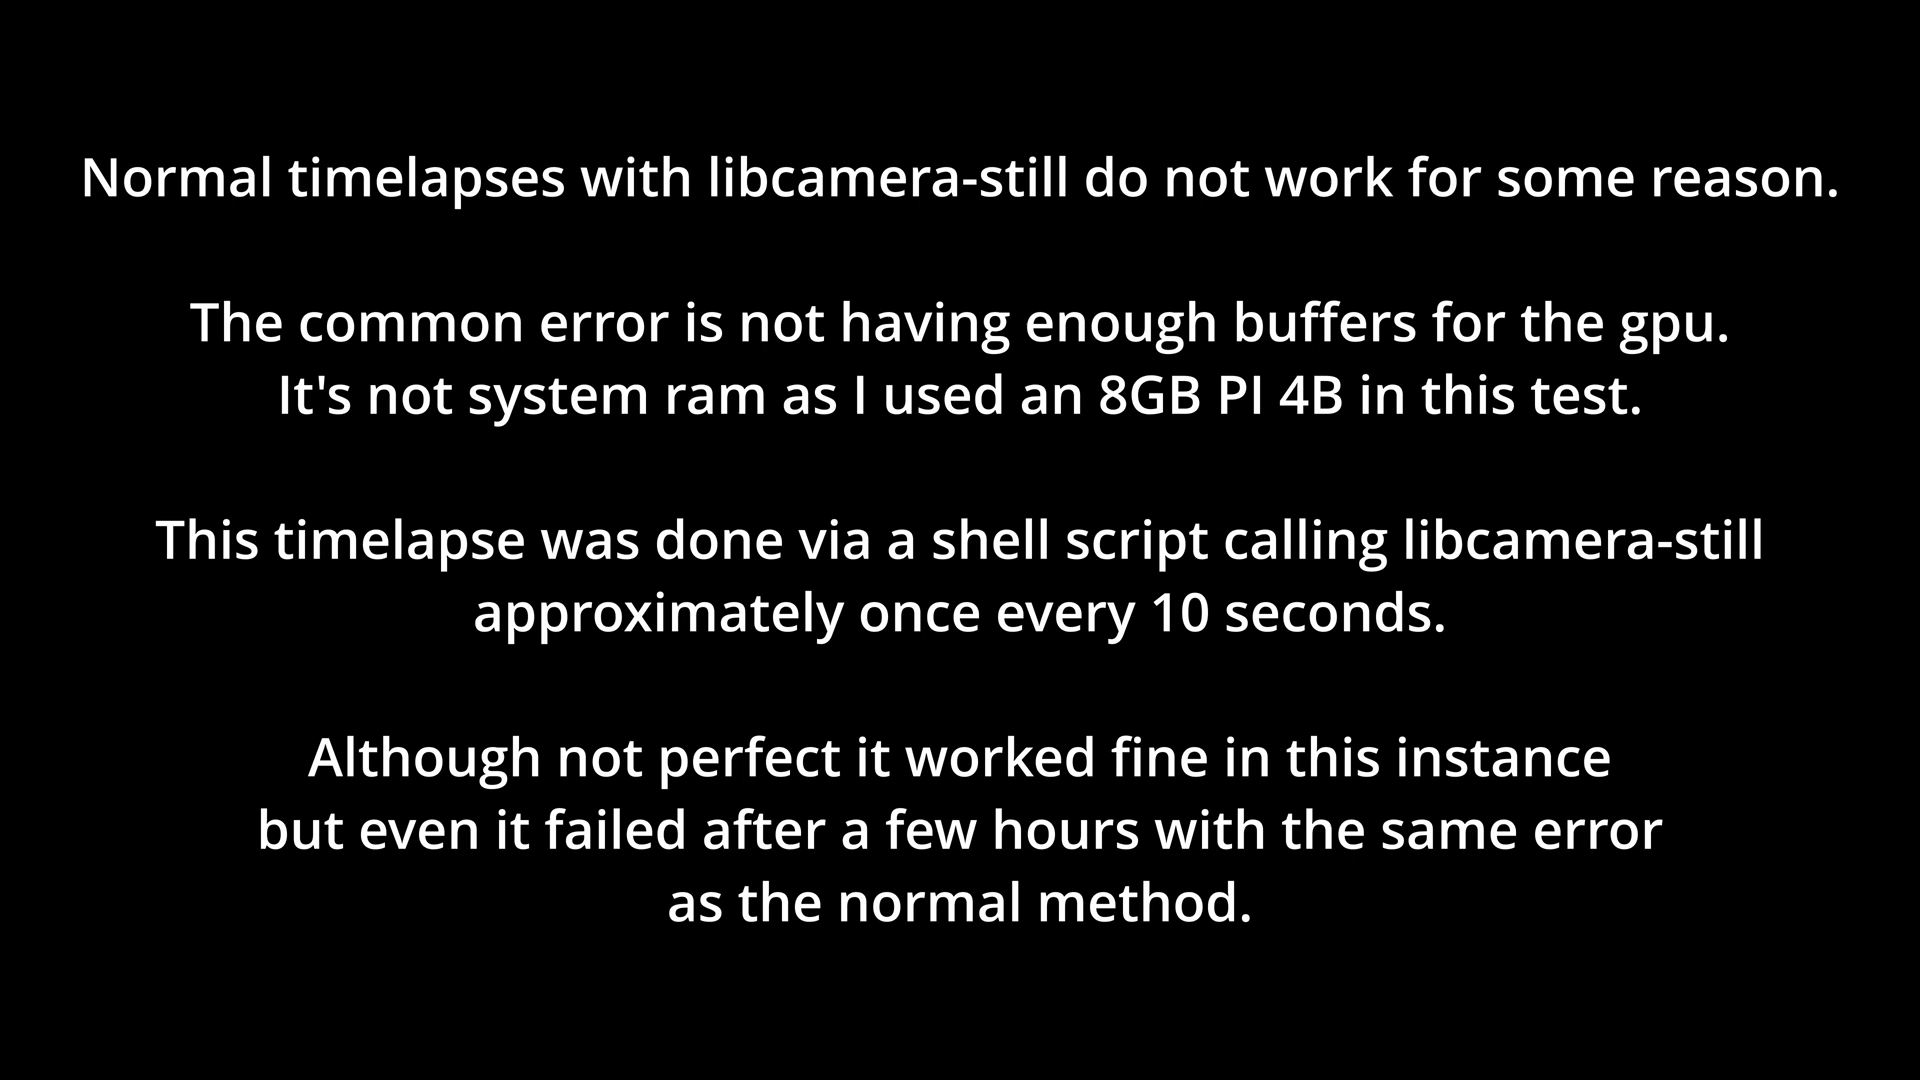 Normal timelapses with libcamera-still do not work for some reason.
The common error is not having enough buffers for the gpu.
It's not system ram as I used an 8GB PI 4B in this test.
This timelapse was done via a shell script calling libcamera-still
approximately once every 10 seconds.
Although not perfect it worked fine in this instance
but even it failed after a few hours with the same error
as the normal method.